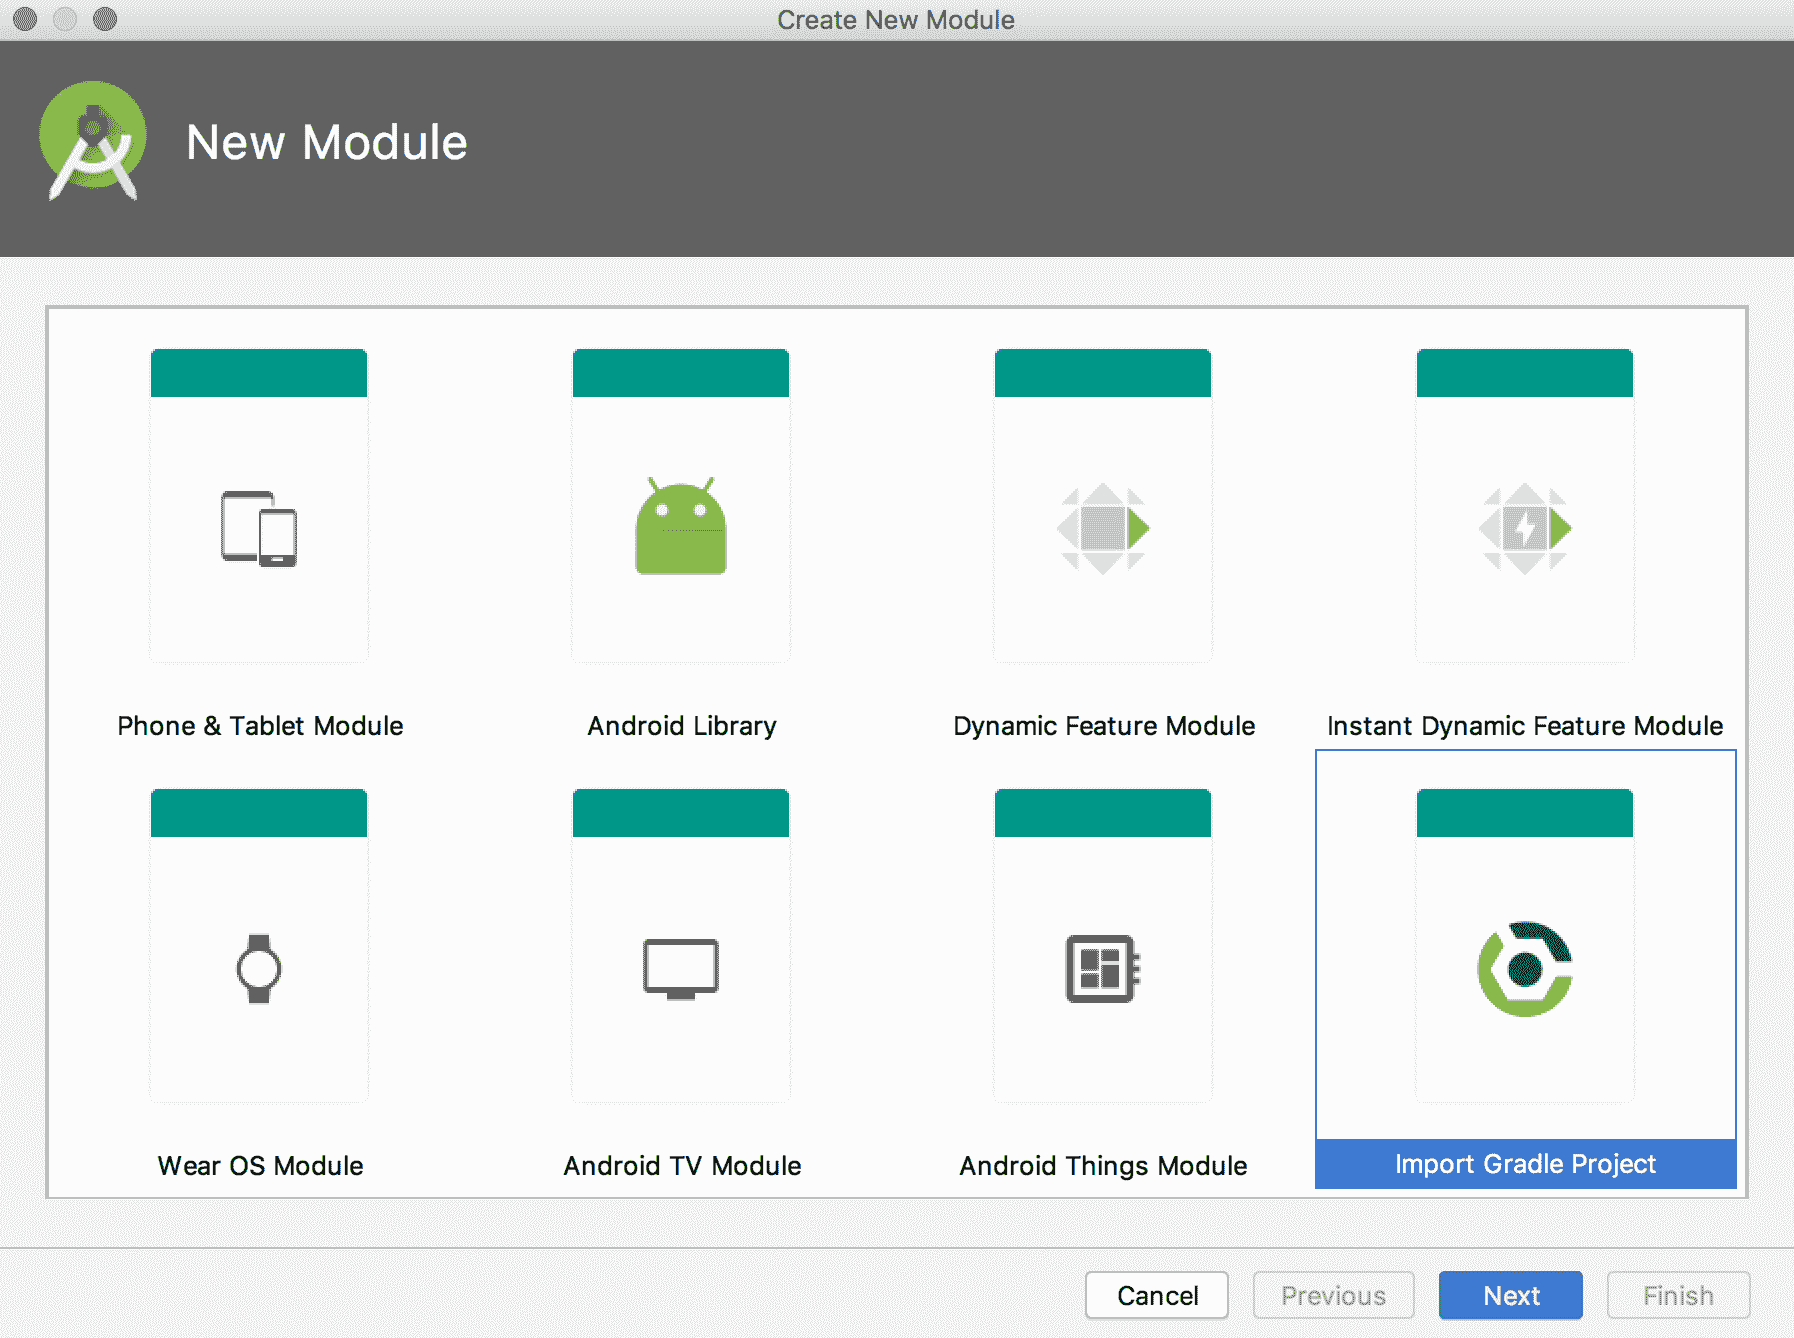 Create New Module
New Module
Phone & Tablet Module
Android Library
Dynamic Feature Module
Instant Dynamic Feature Module
Wear OS Module
Android TV Module
Android Things Module
Import Gradle Project
Cancel
Previous
Next
Finish